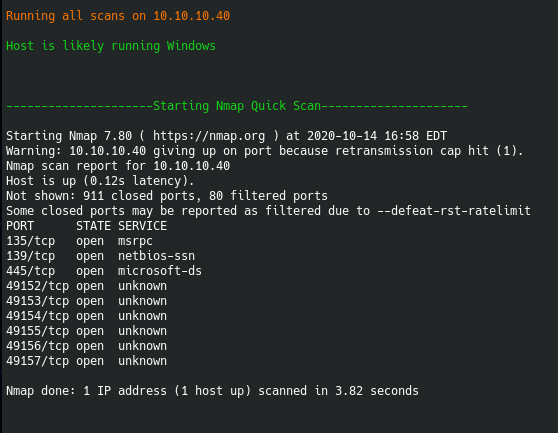 Running all scans on 10.10.10.40
Host is likely running Windows
---------------------Starting Nmap Quick Scan---------------------
Starting Nmap 7.80 ( https://nmap.org ) at 2020-10-14 16:58 EDT
Warning: 10.10.10.40 giving up on port because retransmission cap hit (1).
Nmap scan report for 10.10.10.40
Host is up (0.12s latency).
Not shown: 911 closed ports, 80 filtered ports
Some closed ports may be reported as filtered due to --defeat-rst-ratelimit
PORT      STATE SERVICE
135/tcp   open  msrpc
139/tcp   open  netbios-ssn
445/tcp   open  microsoft-ds
49152/tcp open  unknown
49153/tcp open  unknown
49154/tcp open  unknown
49155/tcp open  unknown
49156/tcp open  unknown
49157/tcp open  unknown
Nmap done: 1 IP address (1 host up) scanned in 3.82 seconds